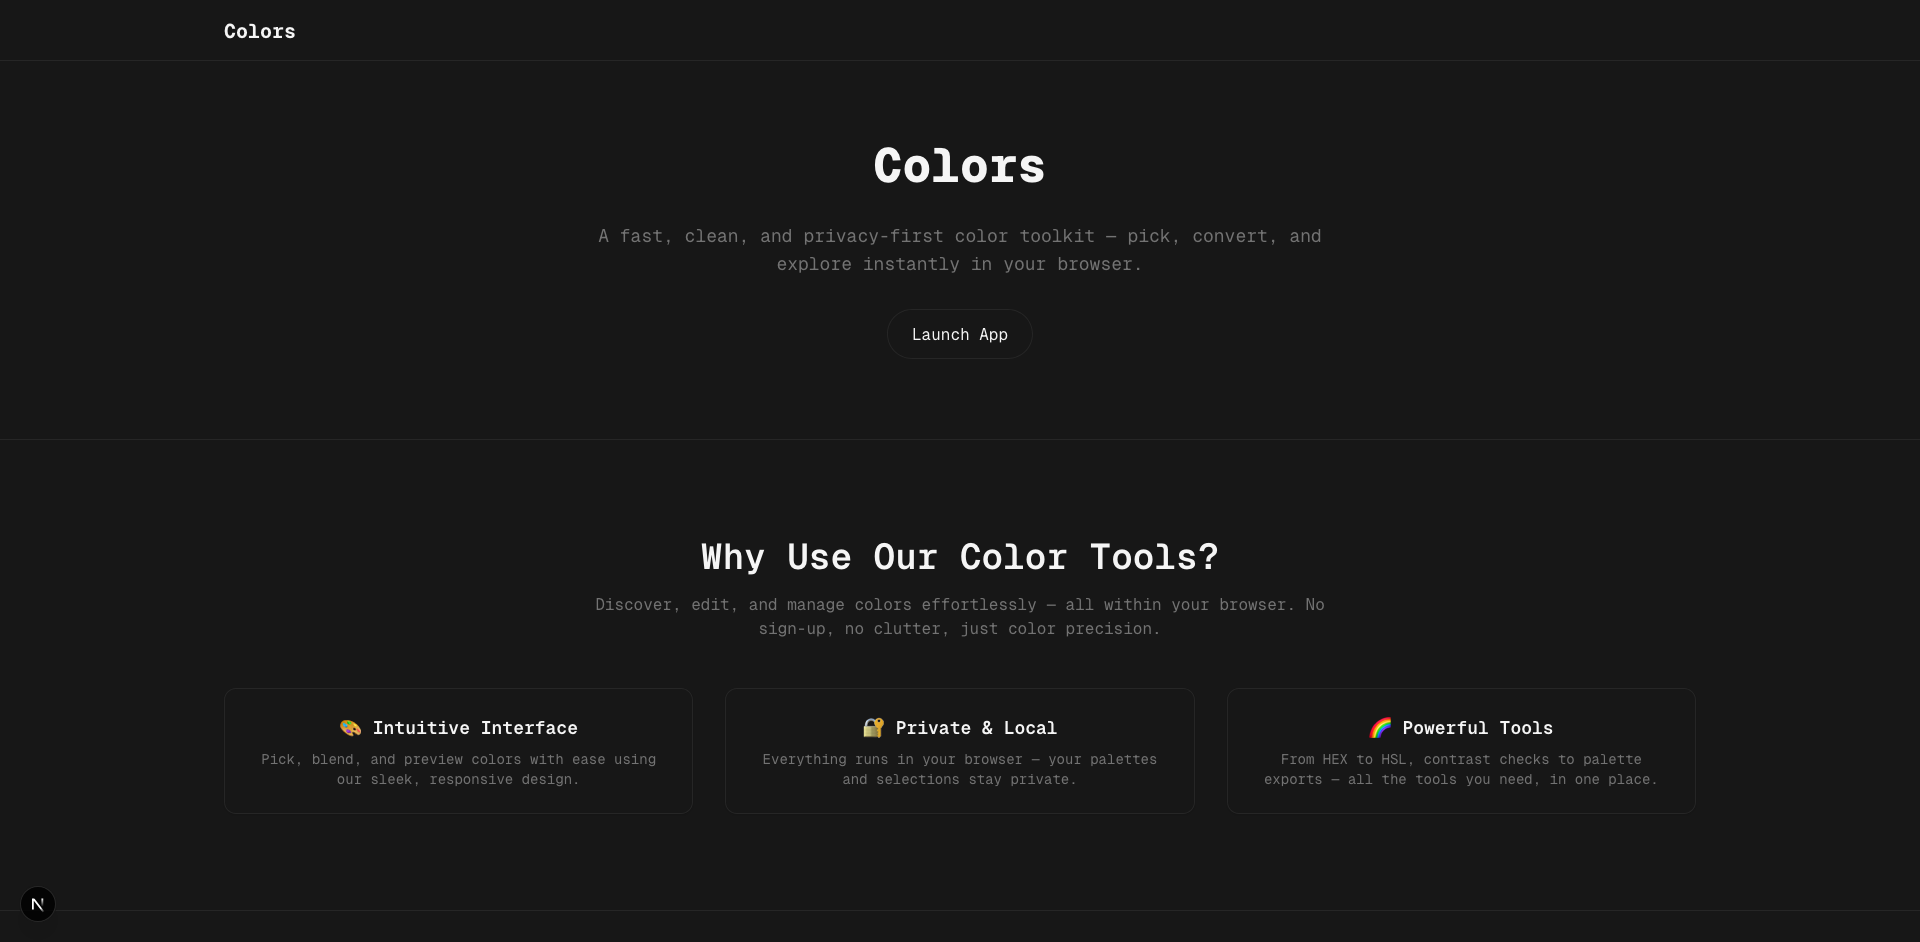 Colors
Colors
A fast, clean, and privacy-first color toolkit — pick, convert, and
explore instantly in your browser.
Launch App
Why Use Our Color Tools?
Discover, edit, and manage colors effortlessly — all within your browser. No
sign-up, no clutter, just color precision.
🎨 Intuitive Interface
Pick, blend, and preview colors with ease using
our sleek, responsive design.
🔐 Private & Local
Everything runs in your browser — your palettes
and selections stay private.
🌈 Powerful Tools
From HEX to HSL, contrast checks to palette
exports — all the tools you need, in one place.
N